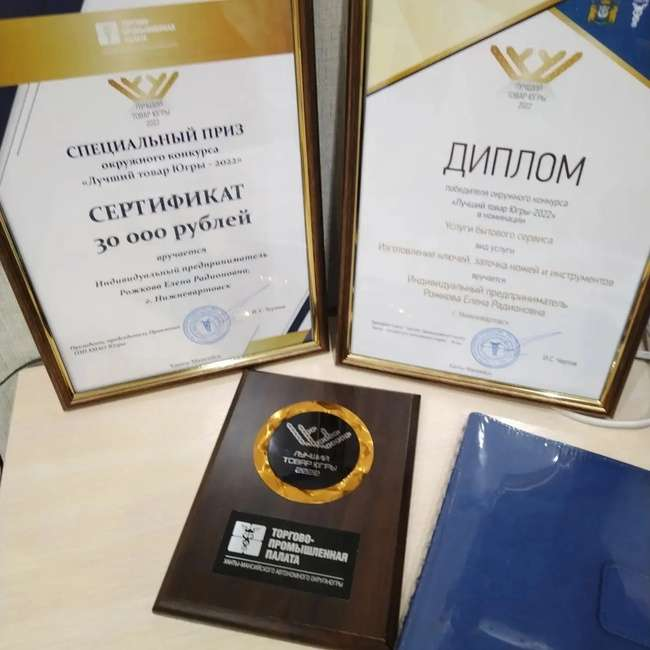 ТОРГОВО-
ПРОМЫШЛЕННАЯ
ПАЛАТА
ЛУЧШИЙ
ТОВАР ЮГРЫ
2022
СПЕЦИАЛЬНЫЙ ПРИЗ
окружного конкурса
«Лучший товар Югры - 2022»
СЕРТИФИКАТ
30 000 рублей
вручается
Индивидуальный предприниматель
Рожкова Елена Радионовна,
г. Нижневартовск
И.С. Чертов
Ханты-Мансийск
ЛУЧШИЙ
ТОВАР ЮГРЫ
2022
ДИПЛОМ
победителя окружного конкурса
«Лучший товар Югры-2022»
в номинации
Услуги бытового сервиса
вид услуги
Изготовление ключей, заточка ножей и инструментов
вручается
Индивидуальный предприниматель
Рожкова Елена Радионовна
г. Нижневартовск
И.С. Чертов
Ханты-Мансийск
ЛУЧШИЙ
ТОВАР ЮГРЫ
2022
ТОРГОВО-
ПРОМЫШЛЕННАЯ
ПАЛАТА
ХАНТЫ-МАНСИЙСКОГО АВТОНОМНОГО ОКРУГА-ЮГРЫ